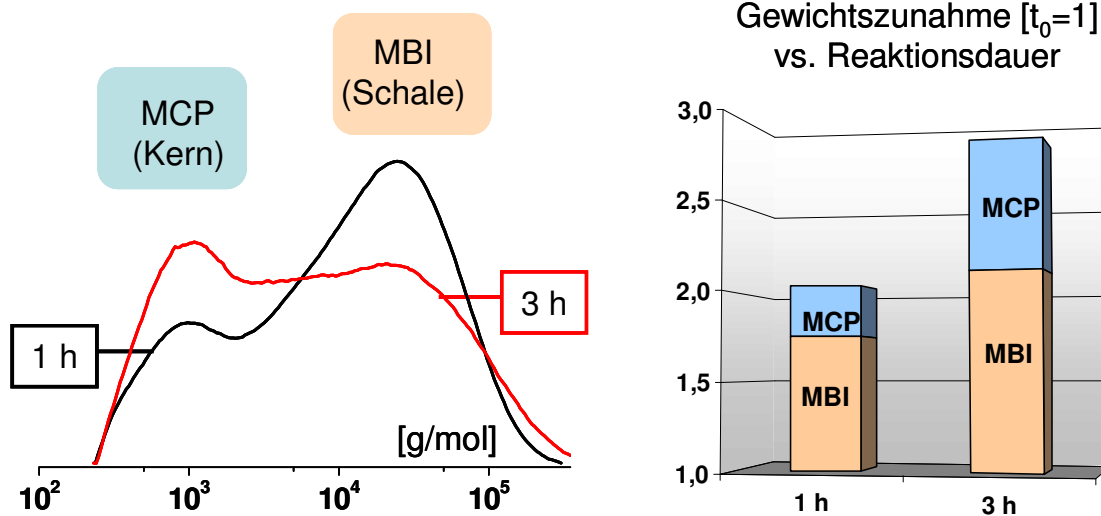 MCP
(Kern)
MBI
(Schale)
1 h
3 h
[g/mol]
10²
10³
10⁴
10⁵
Gewichtszunahme [t₀=1]
vs. Reaktionsdauer
3,0
2,5
2,0
1,5
1,0
MCP
MBI
MCP
MBI
1 h
3 h